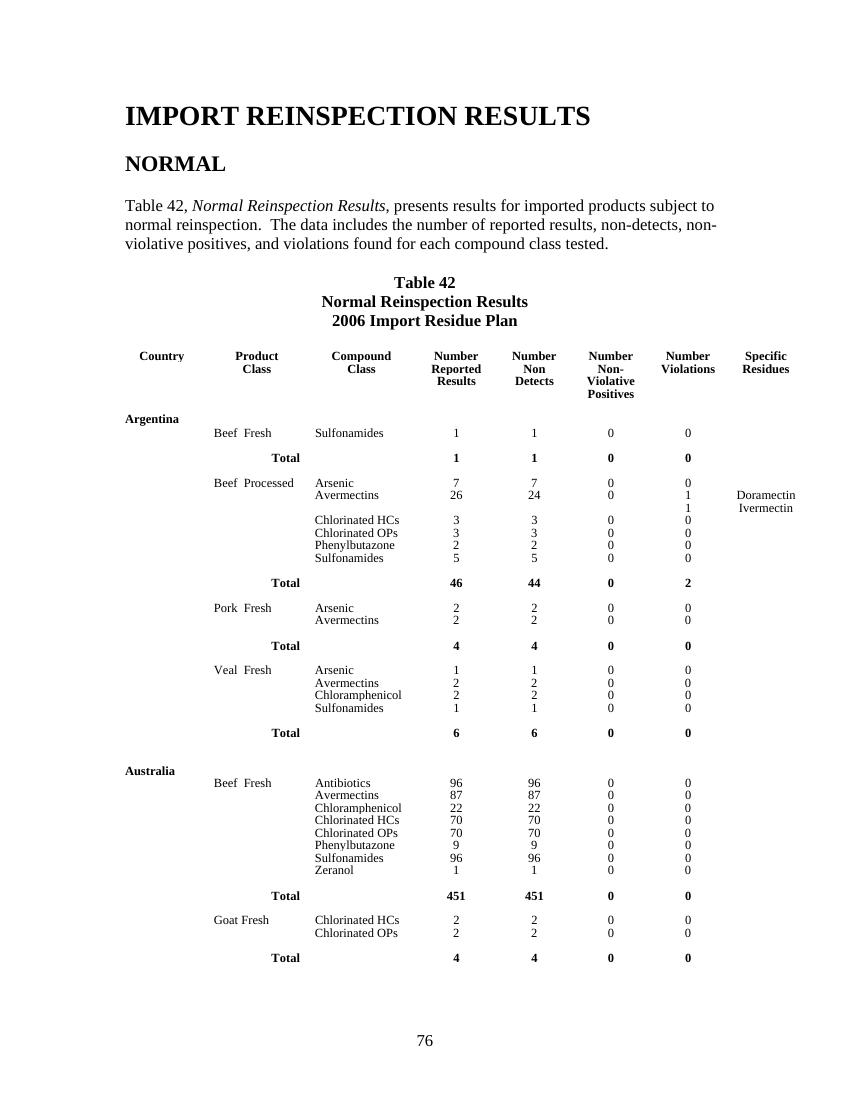 IMPORT REINSPECTION RESULTS
NORMAL
Table 42, Normal Reinspection Results, presents results for imported products subject to
normal reinspection.  The data includes the number of reported results, non-detects, non-
violative positives, and violations found for each compound class tested.
Table 42
Normal Reinspection Results
2006 Import Residue Plan
Country Product Compound Number Number Number Number Specific
Class Class Reported Non Non- Violations Residues
Results Detects Violative
Positives
Argentina
Beef Fresh Sulfonamides 1 1 0 0
Total 1 1 0 0
Beef Processed Arsenic 7 7 0 0
Avermectins 26 24 0 1 Doramectin
1 Ivermectin
Chlorinated HCs 3 3 0 0
Chlorinated OPs 3 3 0 0
Phenylbutazone 2 2 0 0
Sulfonamides 5 5 0 0
Total 46 44 0 2
Pork Fresh Arsenic 2 2 0 0
Avermectins 2 2 0 0
Total 4 4 0 0
Veal Fresh Arsenic 1 1 0 0
Avermectins 2 2 0 0
Chloramphenicol 2 2 0 0
Sulfonamides 1 1 0 0
Total 6 6 0 0
Australia
Beef Fresh Antibiotics 96 96 0 0
Avermectins 87 87 0 0
Chloramphenicol 22 22 0 0
Chlorinated HCs 70 70 0 0
Chlorinated OPs 70 70 0 0
Phenylbutazone 9 9 0 0
Sulfonamides 96 96 0 0
Zeranol 1 1 0 0
Total 451 451 0 0
Goat Fresh Chlorinated HCs 2 2 0 0
Chlorinated OPs 2 2 0 0
Total 4 4 0 0
76